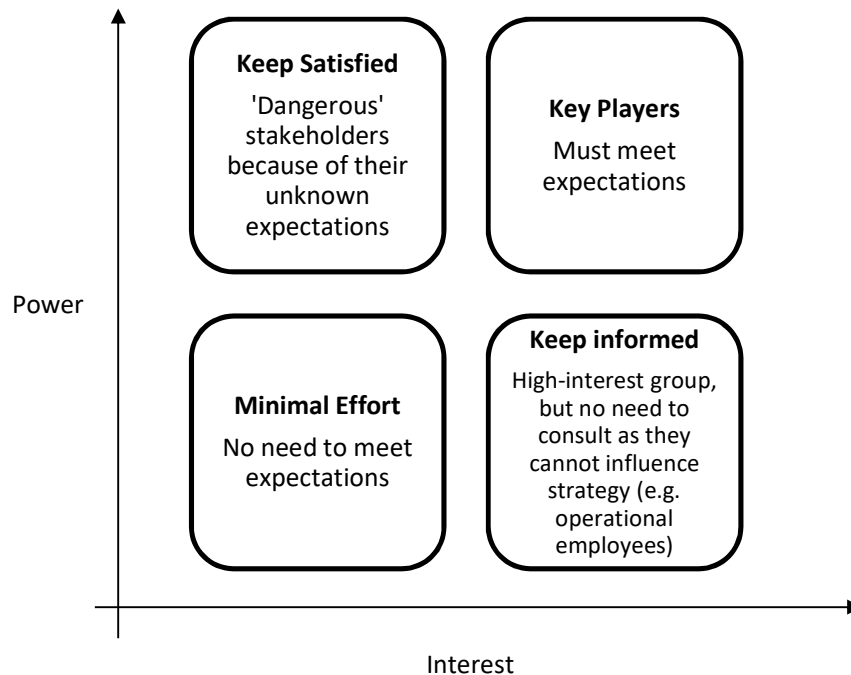 Keep Satisfied
'Dangerous'
stakeholders
because of their
unknown
expectations
Key Players
Must meet
expectations
Power
Minimal Effort
No need to meet
expectations
Keep informed
High-interest group,
but no need to
consult as they
cannot influence
strategy (e.g.
operational
employees)
Interest